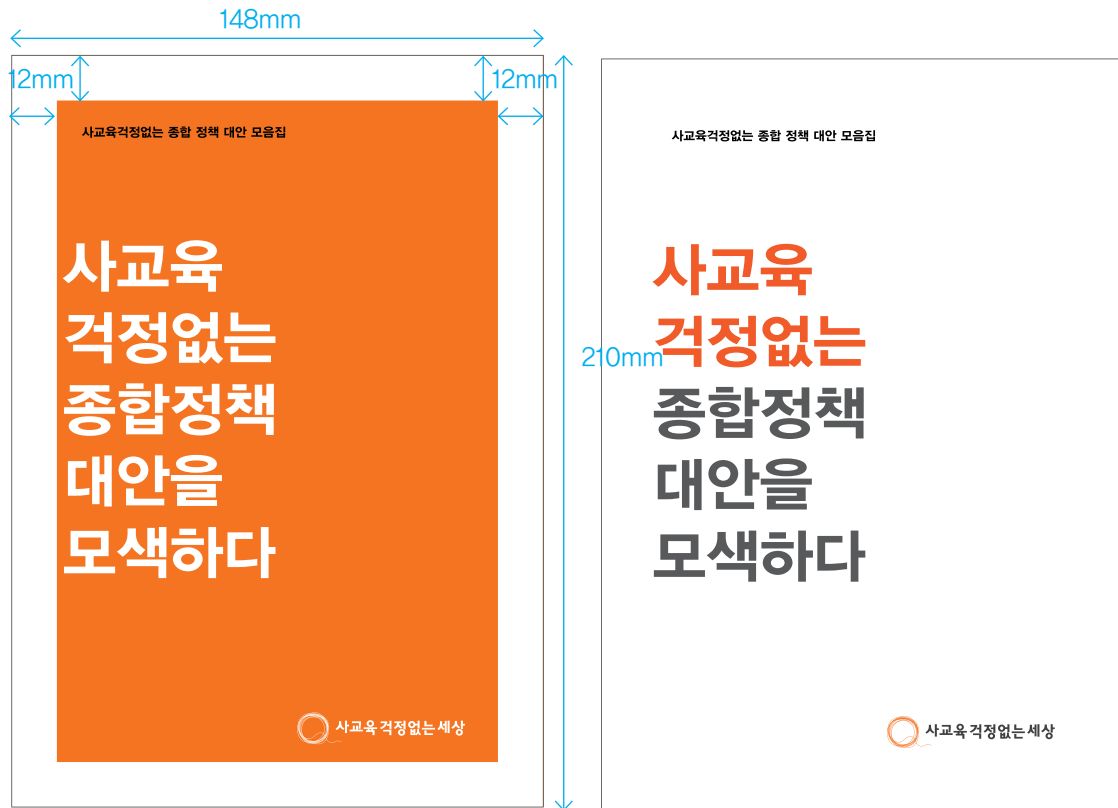 148mm
12mm
12mm
사교육걱정없는 종합 정책 대안 모음집
사교육
걱정없는
종합정책
대안을
모색하다
사교육걱정없는세상
210mm
사교육걱정없는 종합 정책 대안 모음집
사교육
걱정없는
종합정책
대안을
모색하다
사교육걱정없는세상